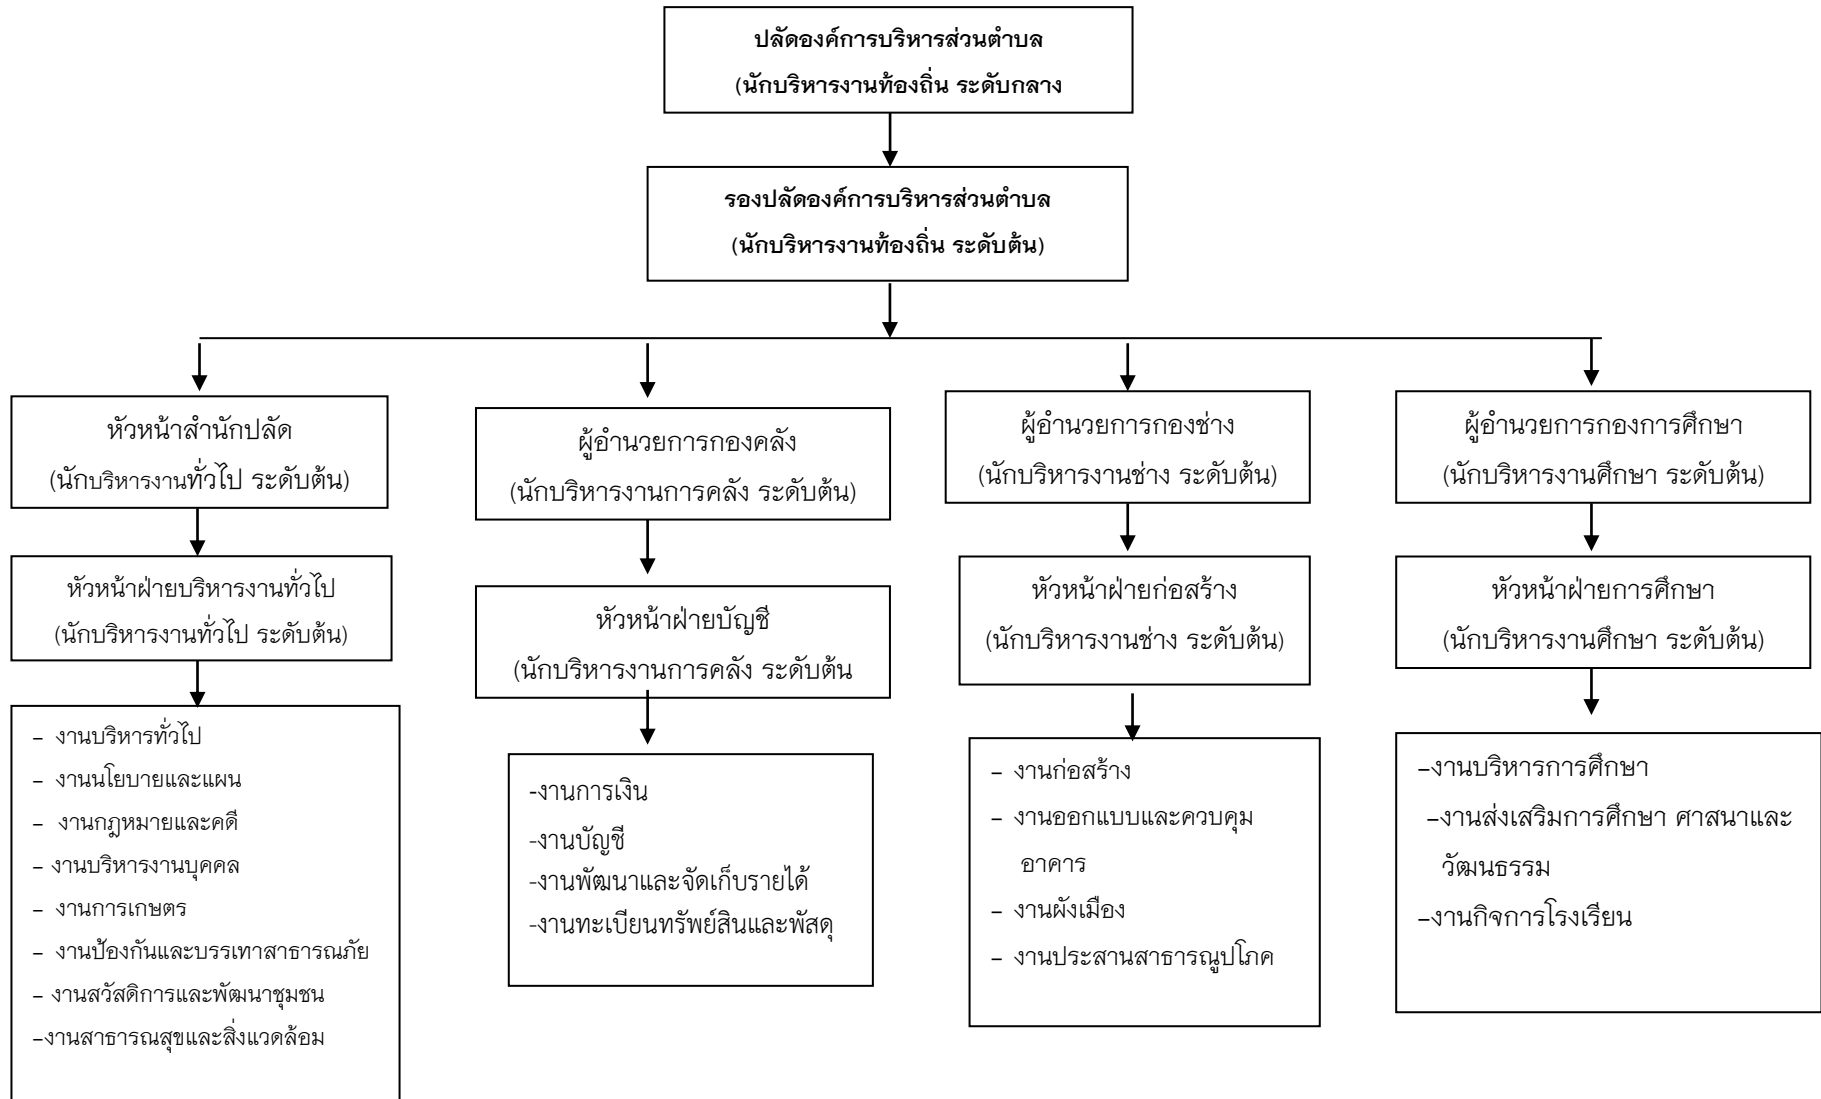 ปลัดองค์การบริหารส่วนตำบล
(นักบริหารงานท้องถิ่น ระดับกลาง
รองปลัดองค์การบริหารส่วนตำบล
(นักบริหารงานท้องถิ่น ระดับต้น)
หัวหน้าสำนักปลัด
(นักบริหารงานทั่วไป ระดับต้น)
หัวหน้าฝ่ายบริหารงานทั่วไป
(นักบริหารงานทั่วไป ระดับต้น)
– งานบริหารทั่วไป
– งานนโยบายและแผน
– งานกฎหมายและคดี
– งานบริหารงานบุคคล
– งานการเกษตร
– งานป้องกันและบรรเทาสาธารณภัย
– งานสวัสดิการและพัฒนาชุมชน
–งานสาธารณสุขและสิ่งแวดล้อม
ผู้อำนวยการกองคลัง
(นักบริหารงานการคลัง ระดับต้น)
หัวหน้าฝ่ายบัญชี
(นักบริหารงานการคลัง ระดับต้น
-งานการเงิน
-งานบัญชี
-งานพัฒนาและจัดเก็บรายได้
-งานทะเบียนทรัพย์สินและพัสดุ
ผู้อำนวยการกองช่าง
(นักบริหารงานช่าง ระดับต้น)
หัวหน้าฝ่ายก่อสร้าง
(นักบริหารงานช่าง ระดับต้น)
– งานก่อสร้าง
– งานออกแบบและควบคุม
อาคาร
– งานผังเมือง
– งานประสานสาธารณูปโภค
ผู้อำนวยการกองการศึกษา
(นักบริหารงานศึกษา ระดับต้น)
หัวหน้าฝ่ายการศึกษา
(นักบริหารงานศึกษา ระดับต้น)
–งานบริหารการศึกษา
–งานส่งเสริมการศึกษา ศาสนาและ
วัฒนธรรม
–งานกิจการโรงเรียน